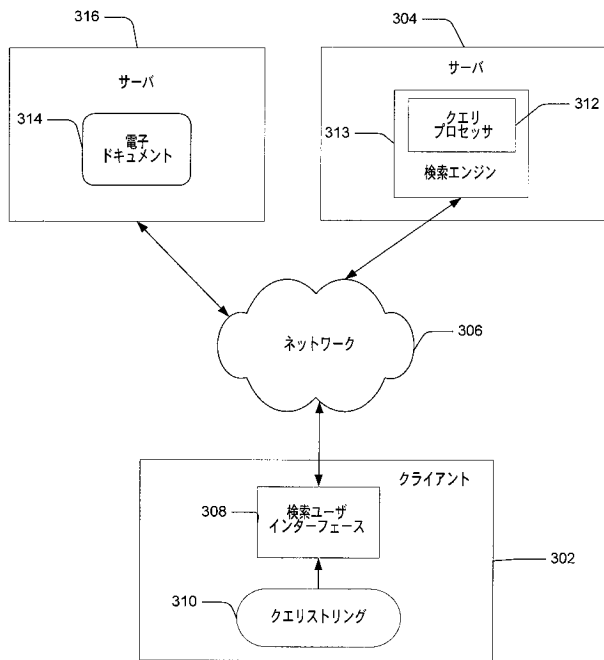 316
サーバ
314
電子
ドキュメント
304
サーバ
313
クエリ
プロセッサ
312
検索エンジン
ネットワーク
306
クライアント
308
検索ユーザ
インターフェース
302
310
クエリストリング